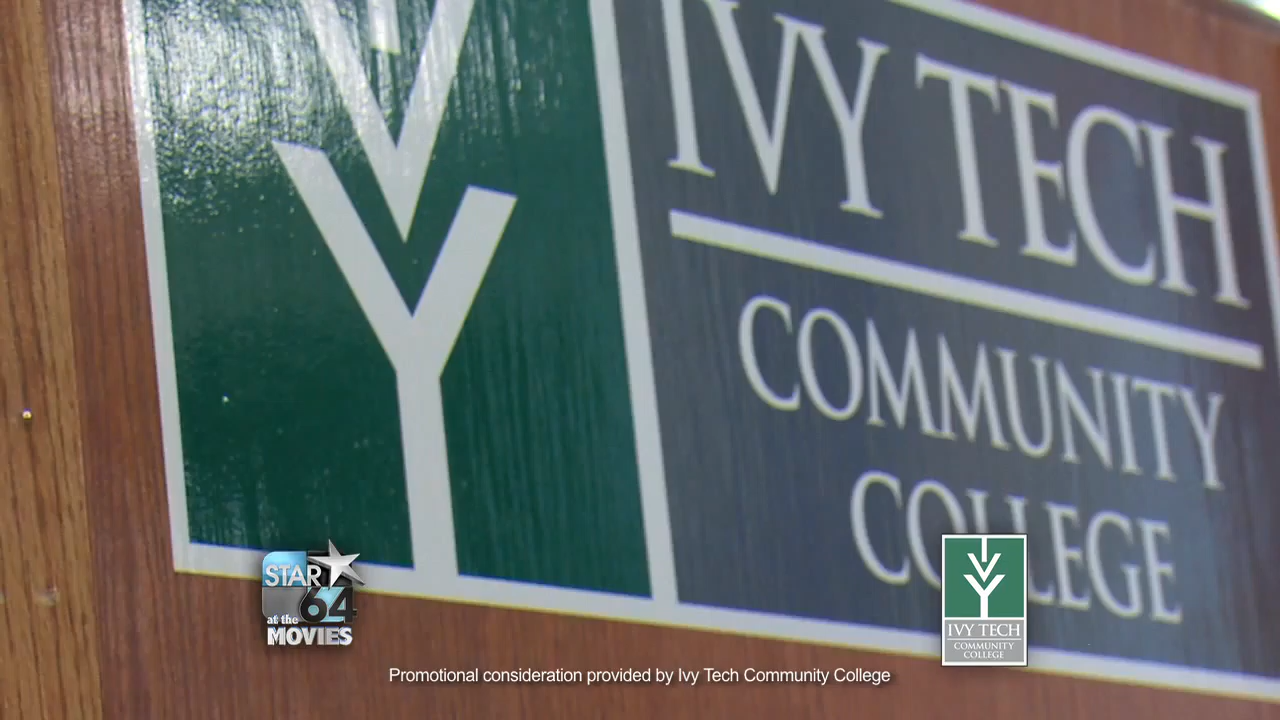 IVY TECH
COMMUNITY
COLLEGE
STAR
64
at the
MOVIES
IVY TECH
COMMUNITY
COLLEGE
Promotional consideration provided by Ivy Tech Community College